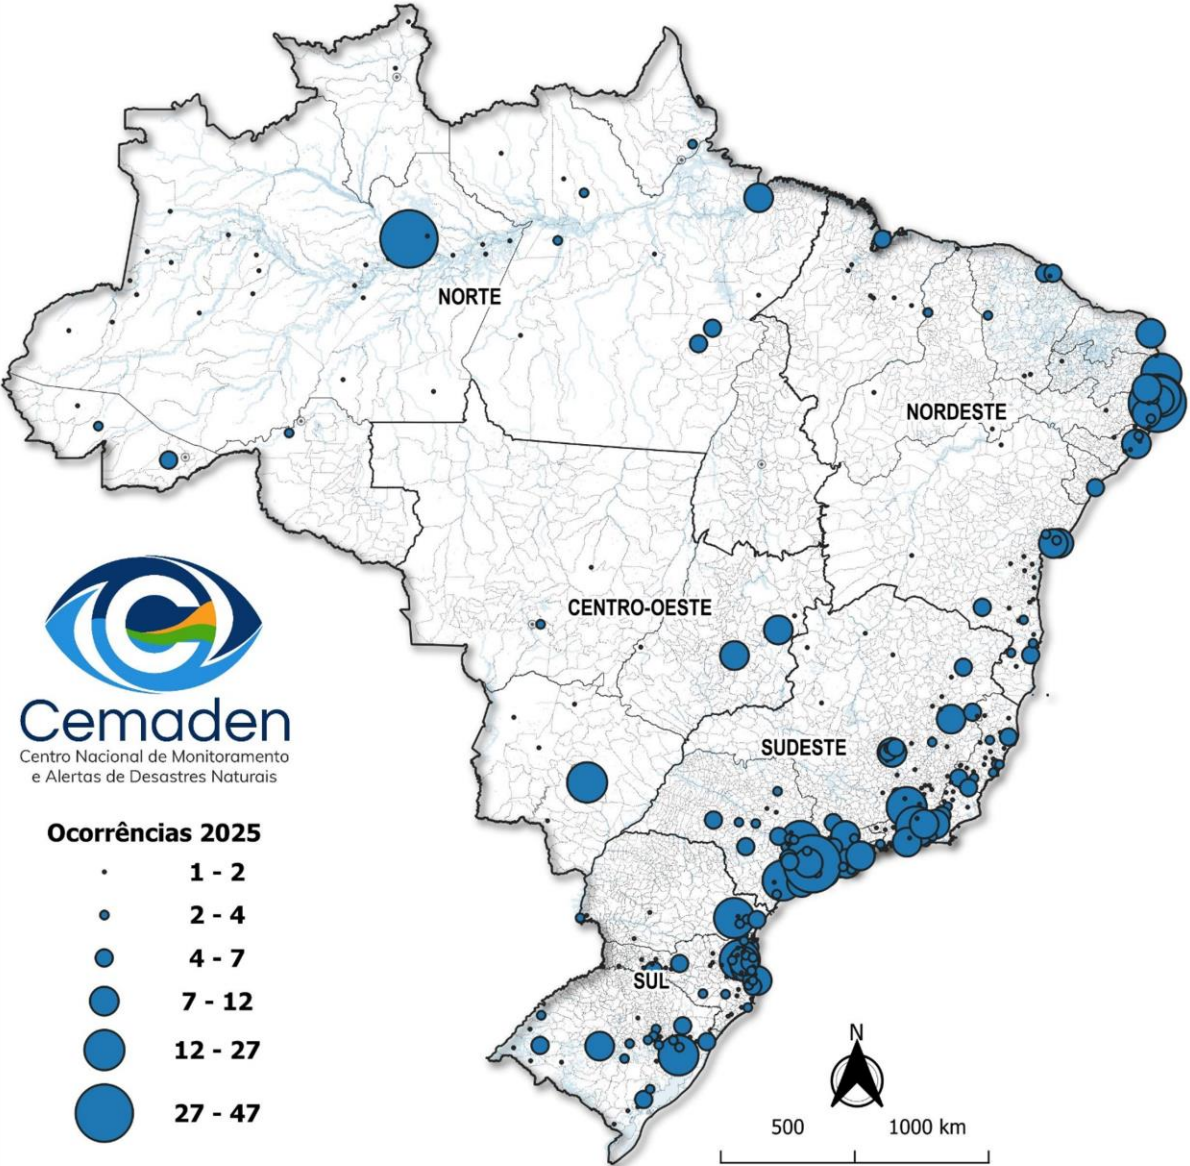 NORTE
NORDESTE
CENTRO-OESTE
SUDESTE
SUL
Cemaden
Centro Nacional de Monitoramento
e Alertas de Desastres Naturais
Ocorrências 2025
1 - 2
2 - 4
4 - 7
7 - 12
12 - 27
27 - 47
N
500 1000 km